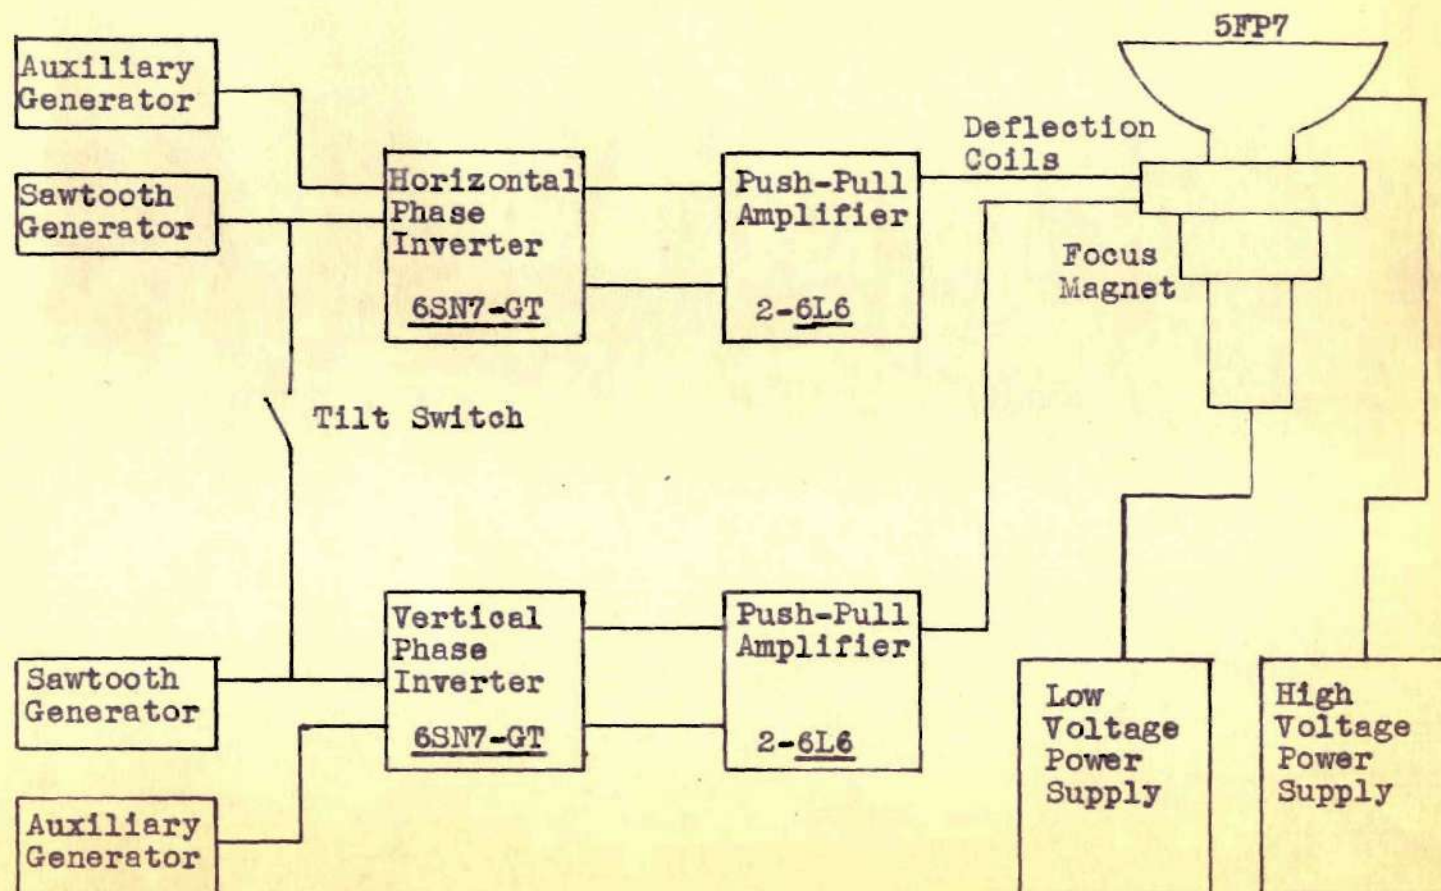 5FP7
Auxiliary
Generator
Sawtooth
Generator
Horizontal
Phase
Inverter
6SN7-GT
Push-Pull
Amplifier
2-6L6
Deflection
Coils
Focus
Magnet
Tilt Switch
Sawtooth
Generator
Auxiliary
Generator
Vertical
Phase
Inverter
6SN7-GT
Push-Pull
Amplifier
2-6L6
Low
Voltage
Power
Supply
High
Voltage
Power
Supply